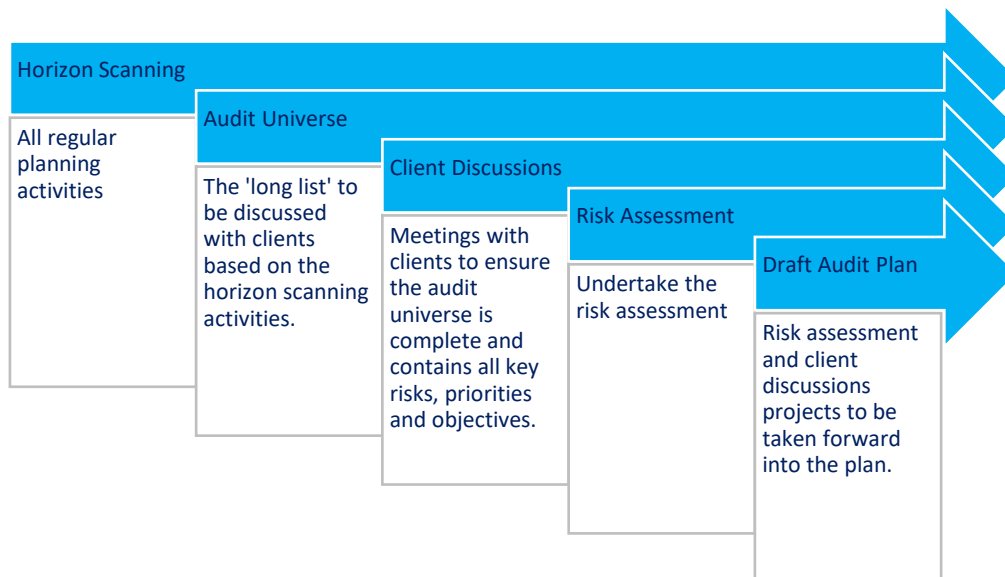 Horizon Scanning
All regular
planning
activities
Audit Universe
The 'long list' to
be discussed
with clients
based on the
horizon scanning
activities.
Client Discussions
Meetings with
clients to ensure
the audit
universe is
complete and
contains all key
risks, priorities
and objectives.
Risk Assessment
Undertake the
risk assessment
Draft Audit Plan
Risk assessment
and client
discussions
projects to be
taken forward
into the plan.